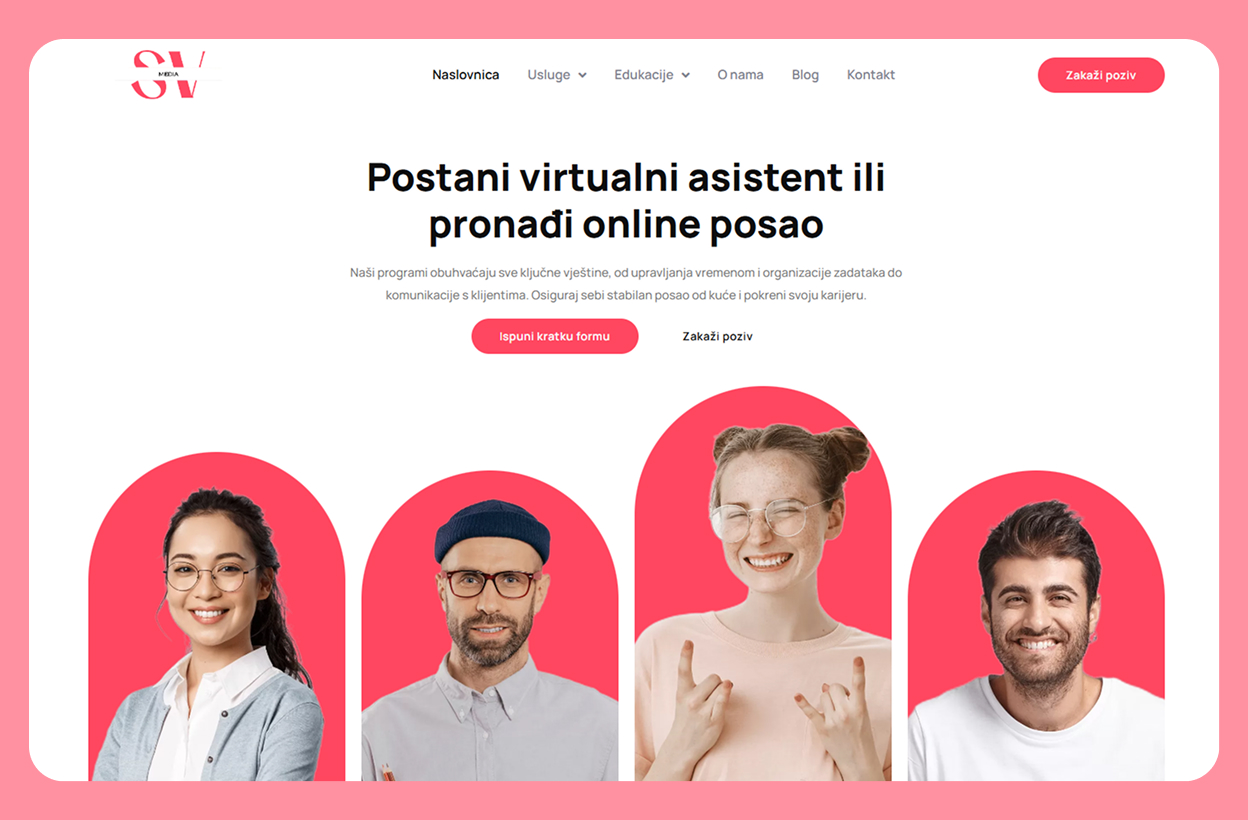 SV
MEDIA
Naslovnica
Usluge
Edukacije
O nama
Blog
Kontakt
Zakaži poziv
Postani virtualni asistent ili
pronađi online posao
Naši programi obuhvaćaju sve ključne vještine, od upravljanja vremenom i organizacije zadataka do
komunikacije s klijentima. Osiguraj sebi stabilan posao od kuće i pokreni svoju karijeru.
Ispuni kratku formu
Zakaži poziv